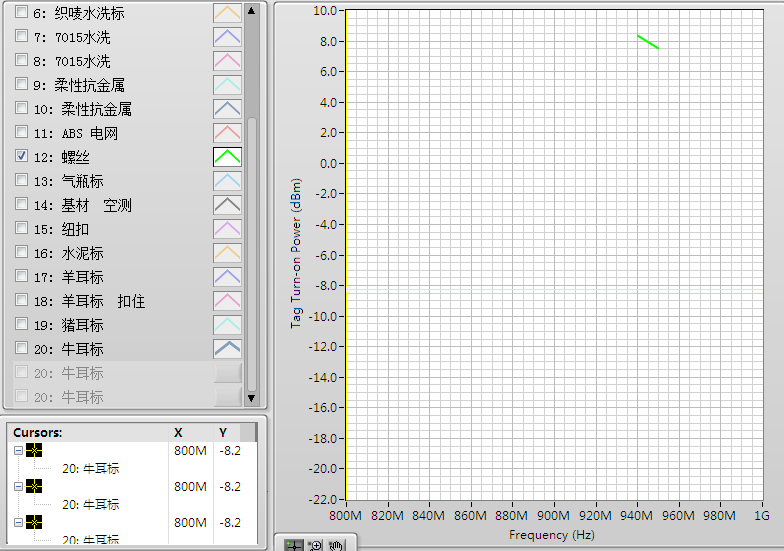 6: 织唛水洗标
7: 7015水洗
8: 7015水洗
9: 柔性抗金属
10: 柔性抗金属
11: ABS 电网
12: 螺丝
13: 气瓶标
14: 基材 空测
15: 纽扣
16: 水泥标
17: 羊耳标
18: 羊耳标 扣住
19: 猪耳标
20: 牛耳标
20: 牛耳标
20: 牛耳标
Cursors: X Y
800M -8.2
20: 牛耳标
800M -8.2
20: 牛耳标
800M -8.2
20: 牛耳标
Tag Turn-on Power (dBm)
10.0
8.0
6.0
4.0
2.0
0.0
-2.0
-4.0
-6.0
-8.0
-10.0
-12.0
-14.0
-16.0
-18.0
-20.0
-22.0
800M 820M 840M 860M 880M 900M 920M 940M 960M 980M 1G
Frequency (Hz)